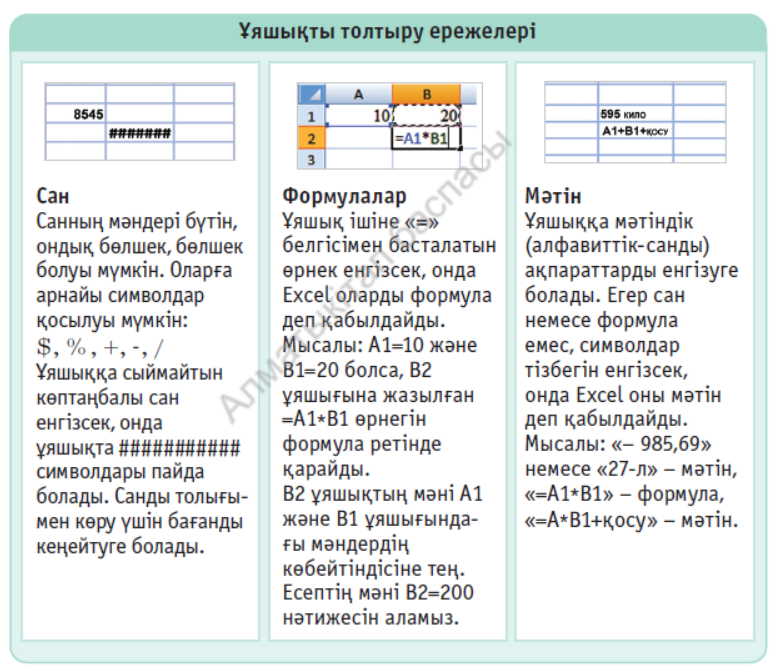 Ұяшықты толтыру ережелері
8545
#######
Сан
Санның мәндері бүтін,
ондық бөлшек, бөлшек
болуы мүмкін. Оларға
арнайы символдар
қосылуы мүмкін:
$, %, +, -, /
Ұяшыққа сыймайтын
көптаңбалы сан
енгізсек, онда
ұяшықта ###########
символдары пайда
болады. Санды толығы-
мен көру үшін бағанды
кеңейтуге болады.
A B
1 10 20
2 =A1*B1
3
Формулалар
Ұяшық ішіне «=»
белгісімен басталатын
өрнек енгізсек, онда
Excel оларды формула
деп қабылдайды.
Мысалы: A1=10 және
B1=20 болса, B2
ұяшығына жазылған
=A1*B1 өрнегін
формула ретінде
қарайды.
B2 ұяшықтың мәні A1
және B1 ұяшығында-
ғы мәндердің
көбейтіндісіне тең.
Есептің мәні B2=200
нәтижесін аламыз.
595 кило
A1+B1+қосу
Мәтін
Ұяшыққа мәтіндік
(алфавиттік-санды)
ақпараттарды енгізуге
болады. Егер сан
немесе формула
емес, символдар
тізбегін енгізсек,
онда Excel оны мәтін
деп қабылдайды.
Мысалы: «– 985,69»
немесе «27-л» – мәтін,
«=A1*B1» – формула,
«=A*B1+қосу» – мәтін.
Алматыкітап баспасы